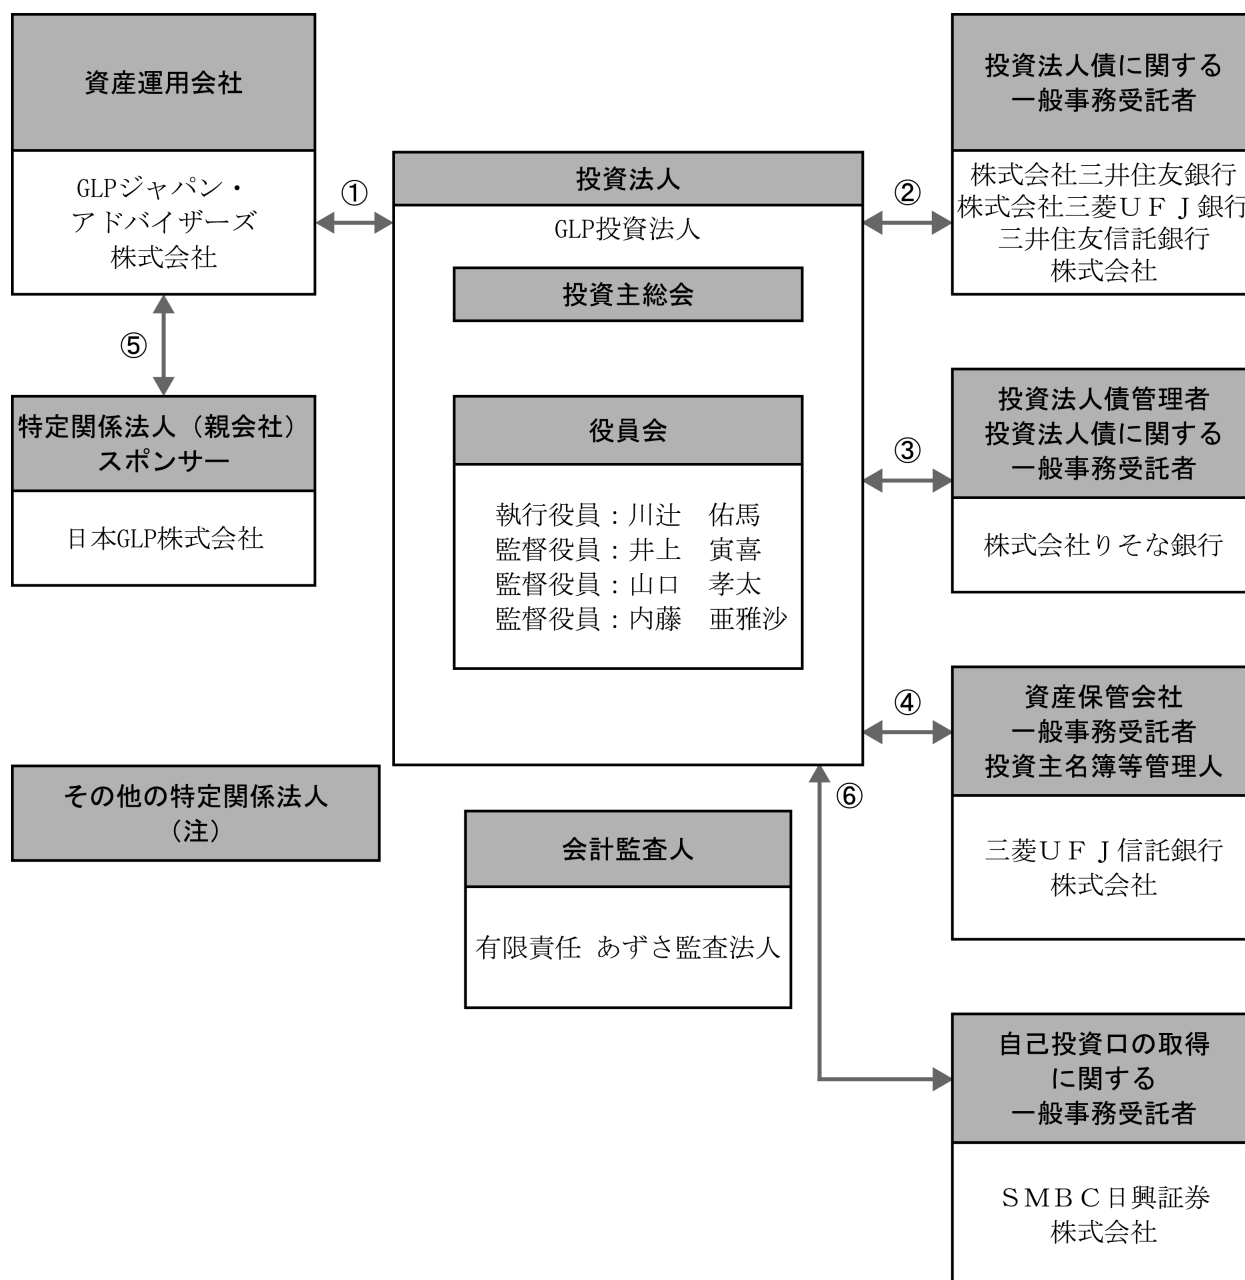 資産運用会社
GLPジャパン・
アドバイザーズ
株式会社
①
⑤
特定関係法人（親会社）
スポンサー
日本GLP株式会社
その他の特定関係法人
（注）
投資法人
GLP投資法人
投資主総会
役員会
執行役員：川辻　佑馬
監督役員：井上　寅喜
監督役員：山口　孝太
監督役員：内藤　亜雅沙
会計監査人
有限責任 あずさ監査法人
②
投資法人債に関する
一般事務受託者
株式会社三井住友銀行
株式会社三菱ＵＦＪ銀行
三井住友信託銀行
株式会社
③
投資法人債管理者
投資法人債に関する
一般事務受託者
株式会社りそな銀行
④
資産保管会社
一般事務受託者
投資主名簿等管理人
三菱ＵＦＪ信託銀行
株式会社
⑥
自己投資口の取得
に関する
一般事務受託者
ＳＭＢＣ日興証券
株式会社